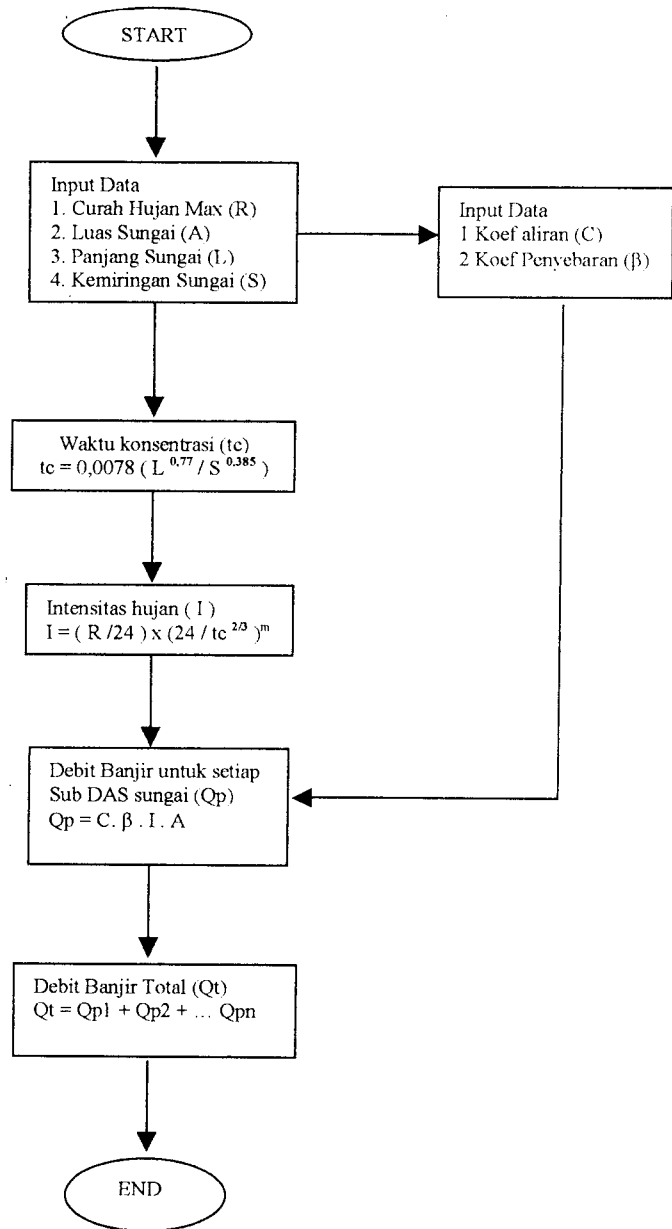 START
Input Data
1. Curah Hujan Max (R)
2. Luas Sungai (A)
3. Panjang Sungai (L)
4. Kemiringan Sungai (S)
Input Data
1 Koef aliran (C)
2 Koef Penyebaran (β)
Waktu konsentrasi (tc)
tc = 0,0078 ( L ^0.77 / S ^0.385 )
Intensitas hujan ( I )
I = ( R /24 ) x (24 / tc ^2/3 )^m
Debit Banjir untuk setiap
Sub DAS sungai (Qp)
Qp = C. β . I . A
Debit Banjir Total (Qt)
Qt = Qp1 + Qp2 + ... Qpn
END